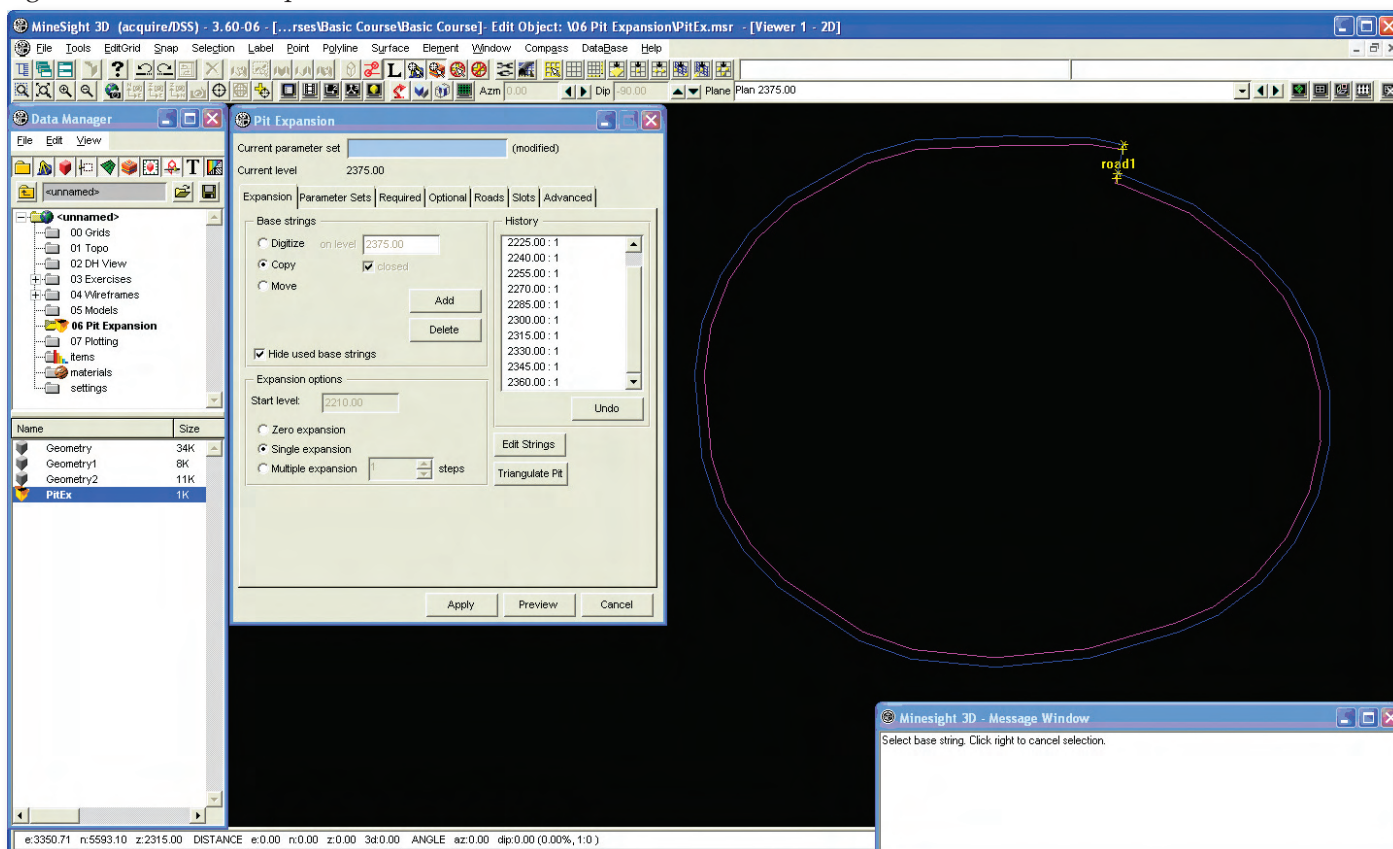 MineSight 3D (acquire/DSS) - 3.60-06 - [...rses\Basic Course\Basic Course]- Edit Object: \06 Pit Expansion\PitEx.msr - [Viewer 1 - 2D]
File Tools EditGrid Snap Selection Label Point Polyline Surface Element Window Compass DataBase Help
Azm 0.00 Dip -90.00 Plane Plan 2375.00
Data Manager
File Edit View
<unnamed>
<unnamed>
00 Grids
01 Topo
02 DH View
03 Exercises
04 Wireframes
05 Models
06 Pit Expansion
07 Plotting
items
materials
settings
Name Size
Geometry 34K
Geometry1 8K
Geometry2 11K
PitEx 1K
Pit Expansion
Current parameter set (modified)
Current level 2375.00
Expansion Parameter Sets Required Optional Roads Slots Advanced
Base strings
Digitize on level 2375.00
Copy closed
Move
Add
Delete
Hide used base strings
Expansion options
Start level: 2210.00
Zero expansion
Single expansion
Multiple expansion 1 steps
History
2225.00 : 1
2240.00 : 1
2255.00 : 1
2270.00 : 1
2285.00 : 1
2300.00 : 1
2315.00 : 1
2330.00 : 1
2345.00 : 1
2360.00 : 1
Undo
Edit Strings
Triangulate Pit
Apply Preview Cancel
road1
Minesight 3D - Message Window
Select base string. Click right to cancel selection.
e:3350.71 n:5593.10 z:2315.00 DISTANCE e:0.00 n:0.00 z:0.00 3d:0.00 ANGLE az:0.00 dip:0.00 (0.00%, 1:0 )